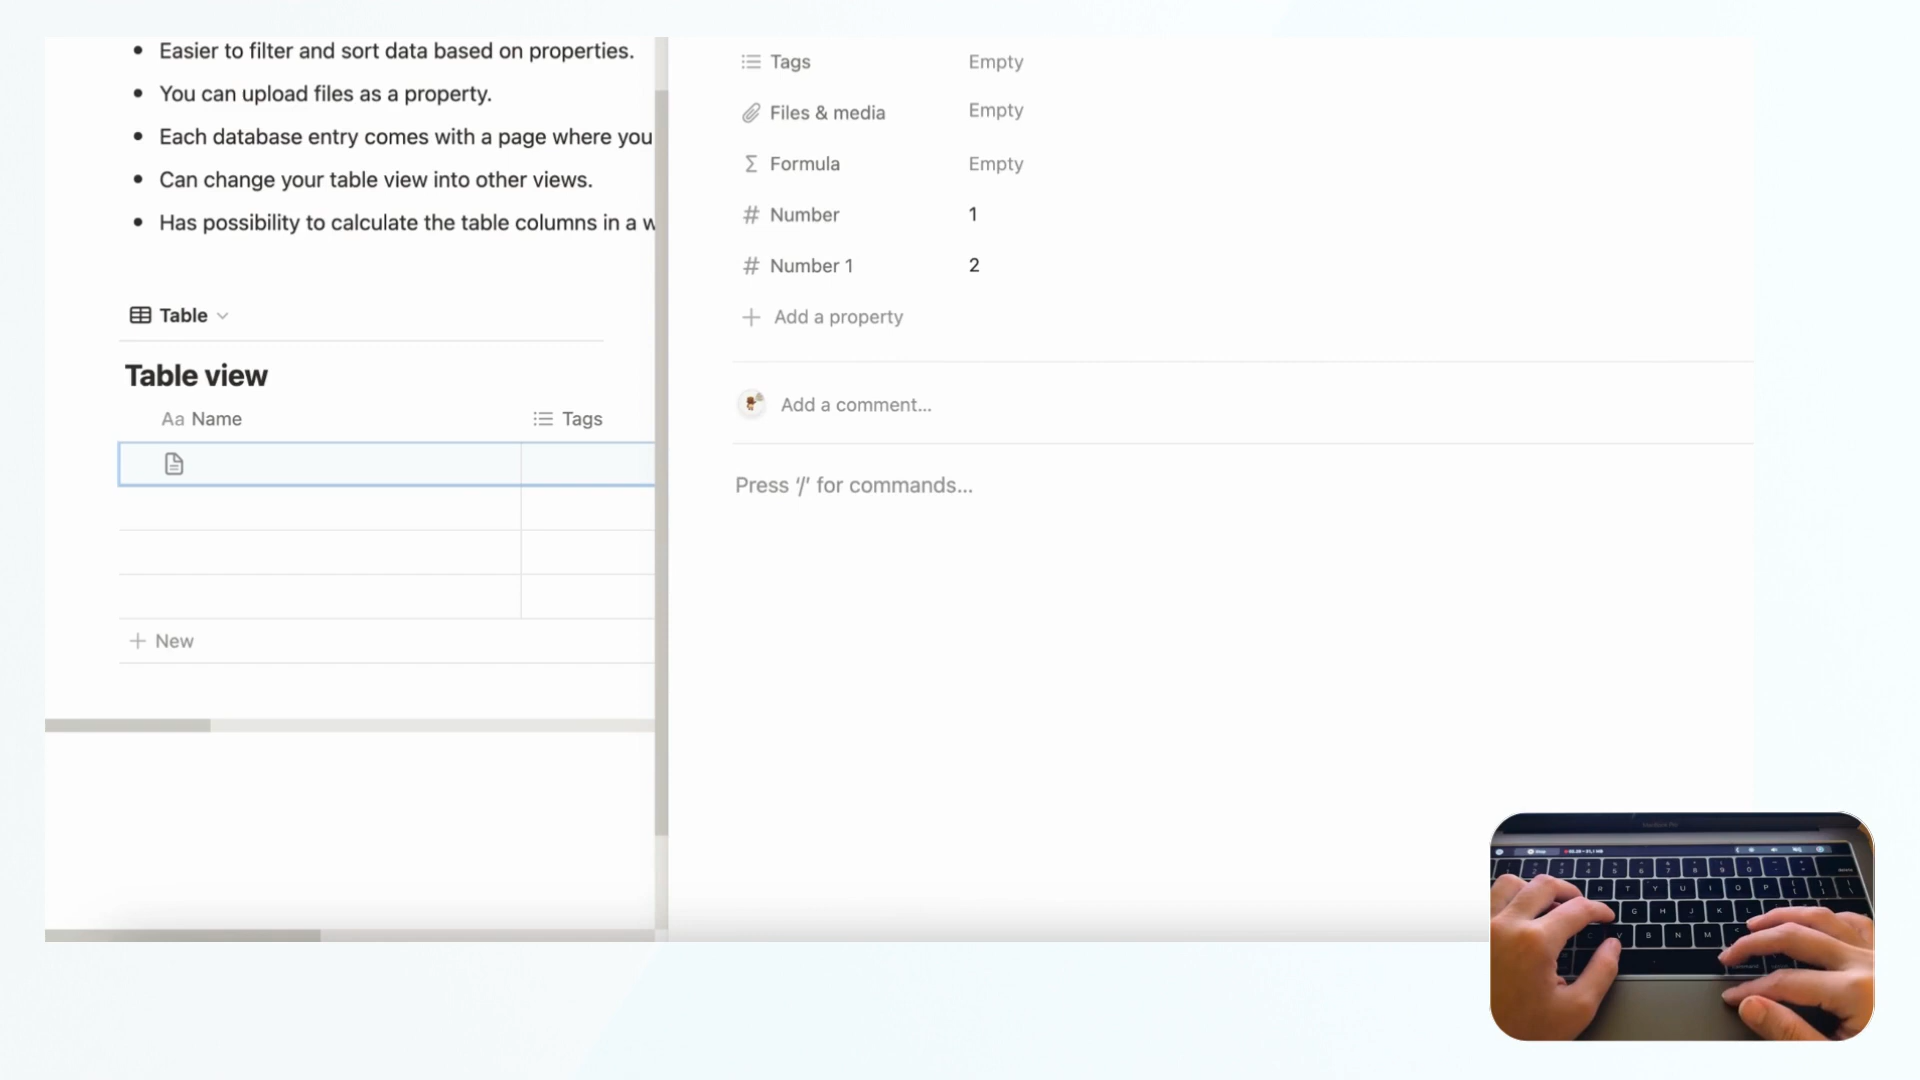 Easier to filter and sort data based on properties.
You can upload files as a property.
Each database entry comes with a page where you
Can change your table view into other views.
Has possibility to calculate the table columns in a w
Table
Table view
Aa Name
Tags
+ New
Tags Empty
Files & media Empty
Formula Empty
# Number 1
# Number 1 2
+ Add a property
Add a comment...
Press ‘/’ for commands...
R T Y U I O P
G H J K L
C V B N M